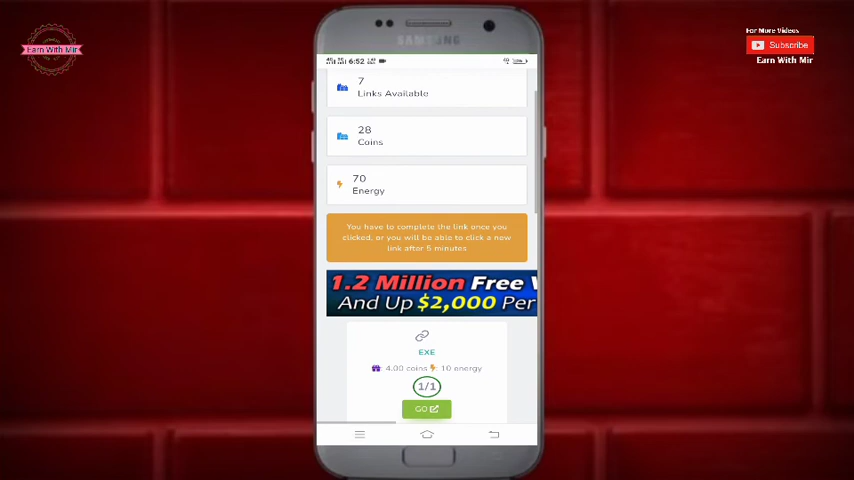 Earn With Mir
For More Videos
Subscribe
Earn With Mir
6:52
7
Links Available
28
Coins
70
Energy
You have to complete the link once you
clicked, or you will be able to click a new
link after 5 minutes
1.2 Million Free
And Up $2,000 Per
EXE
4.00 coins : 10 energy
1/1
GO